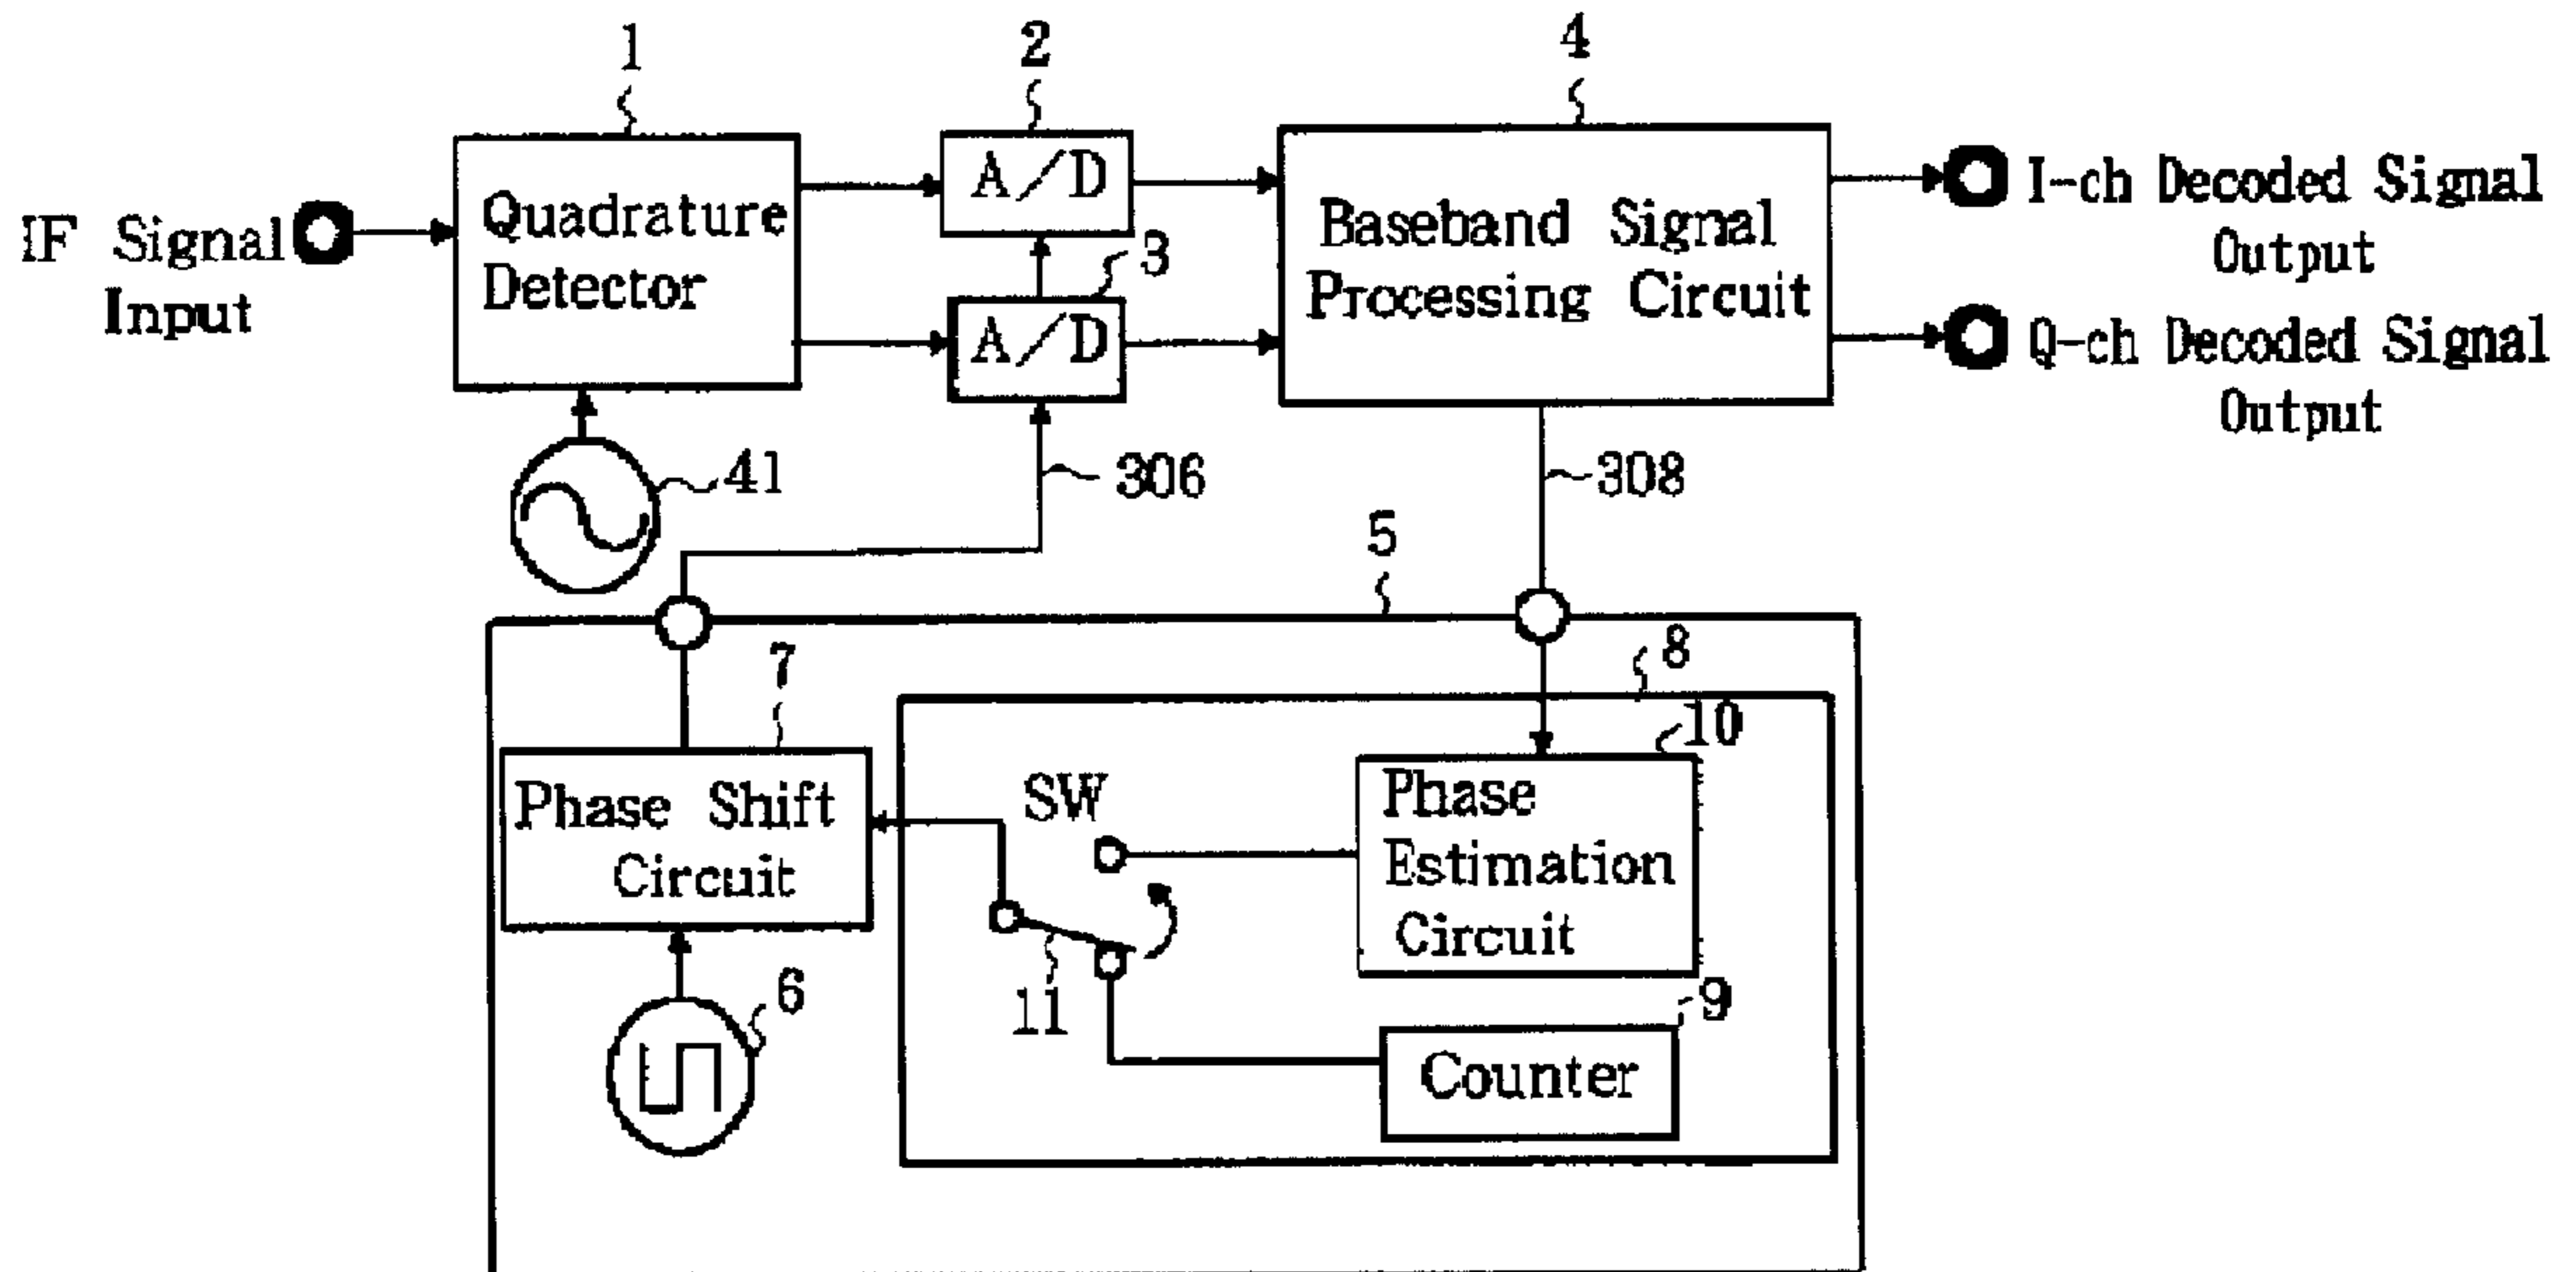 1
2
4
IF Signal
Input
Quadrature
Detector
A/D
3
A/D
Baseband Signal
Processing Circuit
I-ch Decoded Signal
Output
Q-ch Decoded Signal
Output
41
306
308
5
7
8
10
Phase Shift
Circuit
SW
Phase
Estimation
Circuit
11
6
9
Counter